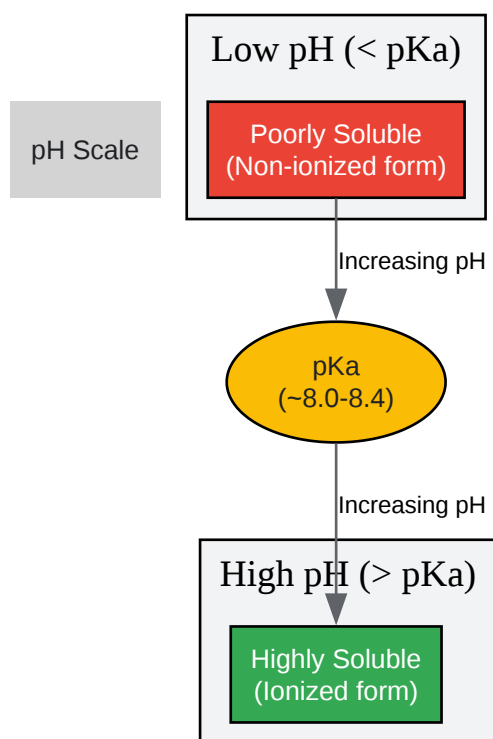 Low pH (< pKa)
pH Scale
Poorly Soluble
(Non-ionized form)
Increasing pH
pKa
(~8.0-8.4)
Increasing pH
High pH (> pKa)
Highly Soluble
(Ionized form)